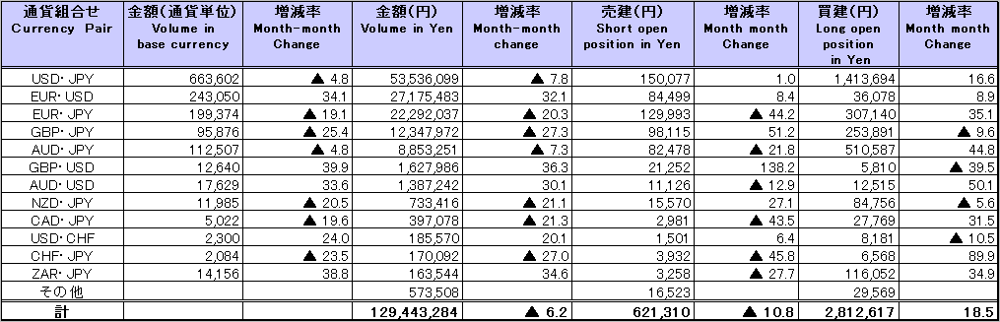 通貨組合せ 金額(通貨単位) 増減率 金額(円) 増減率 売建(円) 増減率 買建(円) 増減率
Currency Pair Volume in base currency Month-month Change Volume in Yen Month-month change Short open position in Yen Month month Change Long open position in Yen Month month Change
USD・JPY 663,602 ▲ 4.8 53,536,099 ▲ 7.8 150,077 1.0 1,413,694 16.6
EUR・USD 243,050 34.1 27,175,483 32.1 84,499 8.4 36,078 8.9
EUR・JPY 199,374 ▲ 19.1 22,292,037 ▲ 20.3 129,993 ▲ 44.2 307,140 35.1
GBP・JPY 95,876 ▲ 25.4 12,347,972 ▲ 27.3 98,115 51.2 253,891 ▲ 9.6
AUD・JPY 112,507 ▲ 4.8 8,853,251 ▲ 7.3 82,478 ▲ 21.8 510,587 44.8
GBP・USD 12,640 39.9 1,627,986 36.3 21,252 138.2 5,810 ▲ 39.5
AUD・USD 17,629 33.6 1,387,242 30.1 11,126 ▲ 12.9 12,515 50.1
NZD・JPY 11,985 ▲ 20.5 733,416 ▲ 21.1 15,570 27.1 84,756 ▲ 5.6
CAD・JPY 5,022 ▲ 19.6 397,078 ▲ 21.3 2,981 ▲ 43.5 27,769 31.5
USD・CHF 2,300 24.0 185,570 20.1 1,501 6.4 8,181 ▲ 10.5
CHF・JPY 2,084 ▲ 23.5 170,092 ▲ 27.0 3,932 ▲ 45.8 6,568 89.9
ZAR・JPY 14,156 38.8 163,544 34.6 3,258 ▲ 27.7 116,052 34.9
その他 573,508 16,523 29,569
計 129,443,284 ▲ 6.2 621,310 ▲ 10.8 2,812,617 18.5